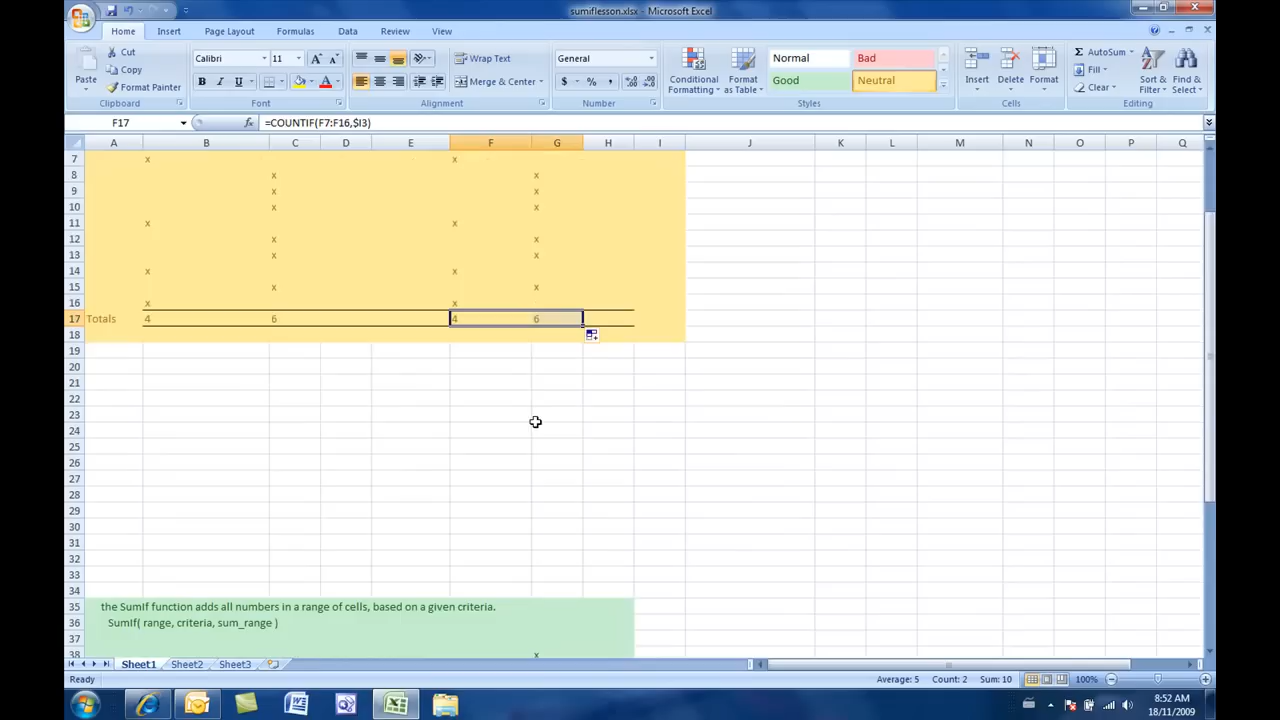 sumiflesson.xlsx - Microsoft Excel
Home Insert Page Layout Formulas Data Review View
Cut
Copy
Format Painter
Paste
Clipboard
Calibri 11
B I U
Font
Wrap Text
Merge & Center
Alignment
General
$ % ,
Number
Conditional Formatting
Format as Table
Normal Bad
Good Neutral
Styles
Insert Delete Format
Cells
AutoSum
Fill
Clear
Sort & Filter
Find & Select
Editing
F17 fx =COUNTIF(F7:F16,$I3)
A B C D E F G H I J K L M N O P Q
7 x x
8 x x
9 x x
10 x x
11 x x
12 x x
13 x x
14 x x
15 x x
16 x x
17 Totals 4 6 4 6
18
19
20
21
22
23
24
25
26
27
28
29
30
31
32
33
34
35 the SumIf function adds all numbers in a range of cells, based on a given criteria.
36 SumIf( range, criteria, sum_range )
37
38 x
Sheet1 Sheet2 Sheet3
Ready Average: 5 Count: 2 Sum: 10 100%
8:52 AM
18/11/2009